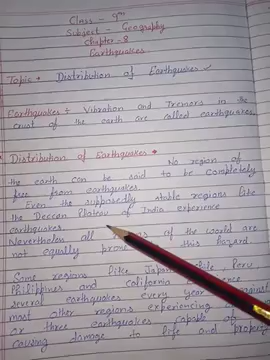 Class - 9th
Subject - Geography
Chapter - 8
Earthquakes
Topic • Distribution of Earthquakes
Earthquakes : Vibration and Tremors in the
crust of the earth are called earthquakes.
Distribution of Earthquakes •
No region of
the earth can be said to be completely
free from earthquakes.
Even the supposedly stable regions like
the Deccan Plateau of India experience
earthquakes.
Nevertheless all of the world are
not equally prone this hazard.
Some regions like Japan, Chile, Peru
Philippines and california
several earthquakes every year
most other regions experiencing
or three earthquakes capable of
causing damage to life and